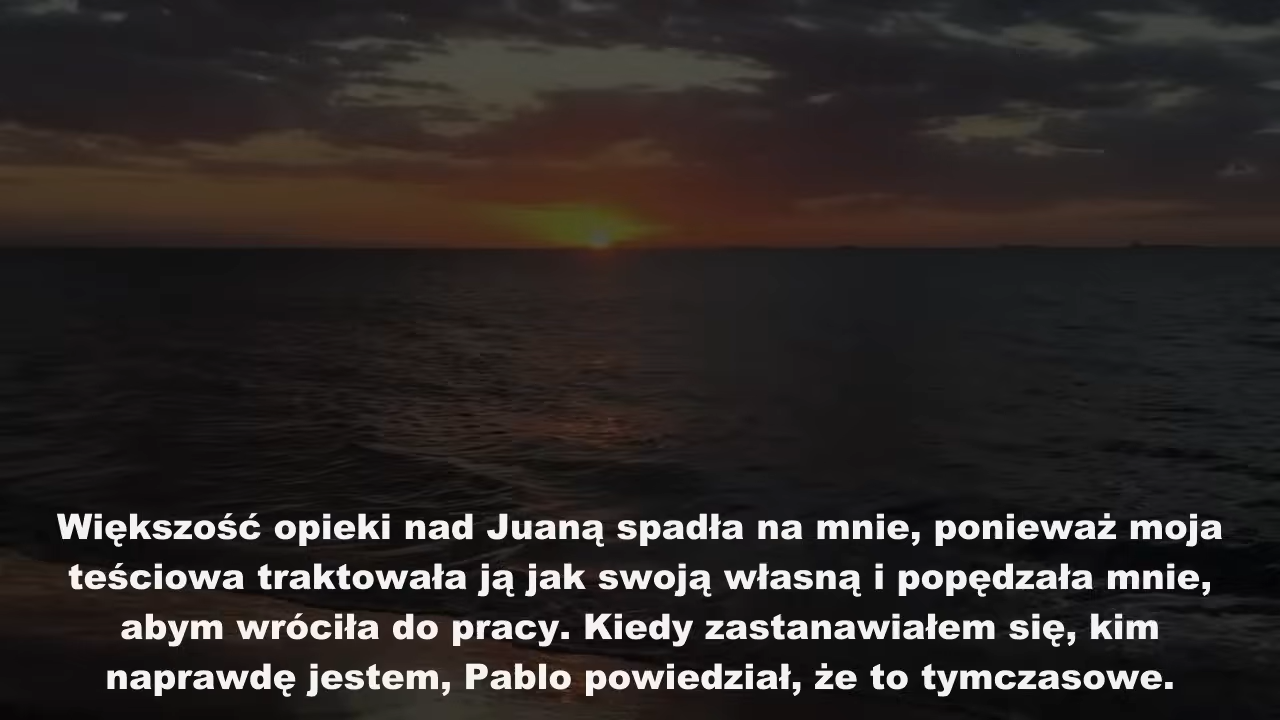 Większość opieki nad Juaną spadła na mnie, ponieważ moja
teściowa traktowała ją jak swoją własną i popędzała mnie,
abym wróciła do pracy. Kiedy zastanawiałem się, kim
naprawdę jestem, Pablo powiedział, że to tymczasowe.